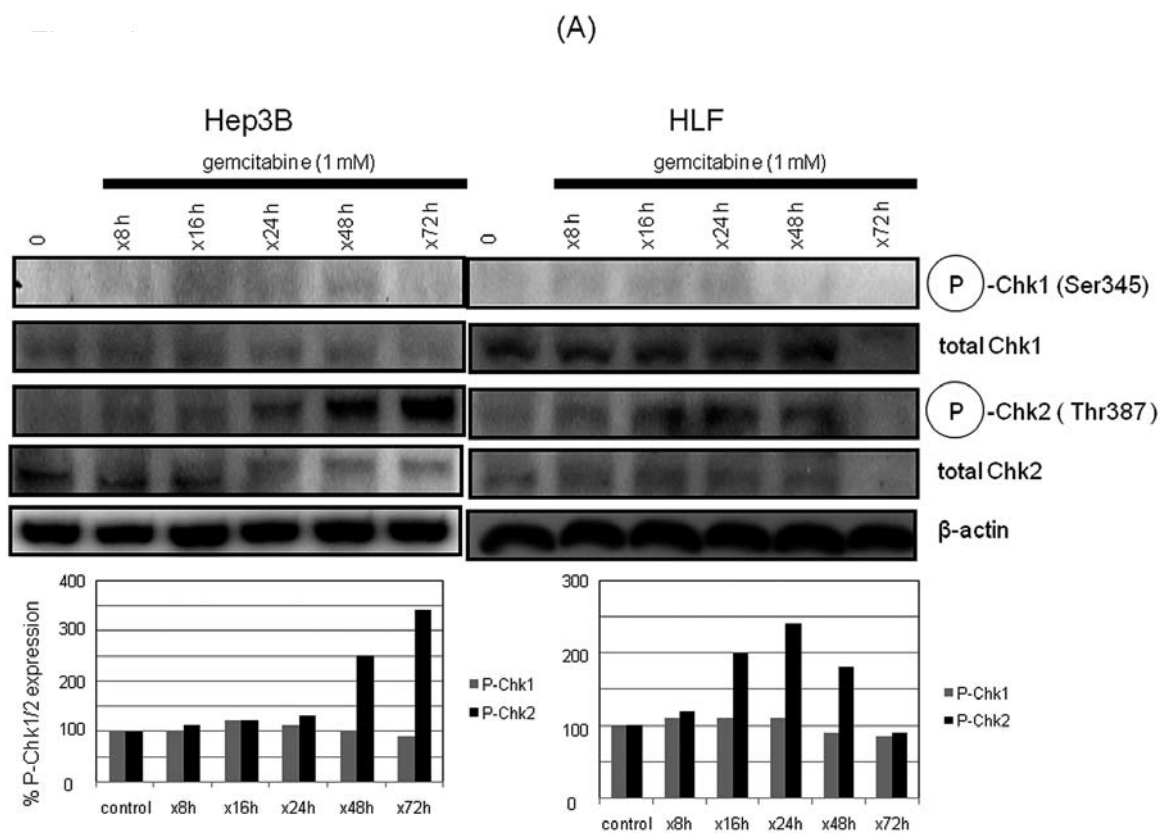 (A)
Hep3B
HLF
gemcitabine (1 mM)
gemcitabine (1 mM)
0 x8h x16h x24h x48h x72h
0 x8h x16h x24h x48h x72h
P -Chk1 (Ser345)
total Chk1
P -Chk2 ( Thr387)
total Chk2
β-actin
% P-Chk1/2 expression
400
300
200
100
0
control x8h x16h x24h x48h x72h
P-Chk1
P-Chk2
300
200
100
0
control x8h x16h x24h x48h x72h
P-Chk1
P-Chk2